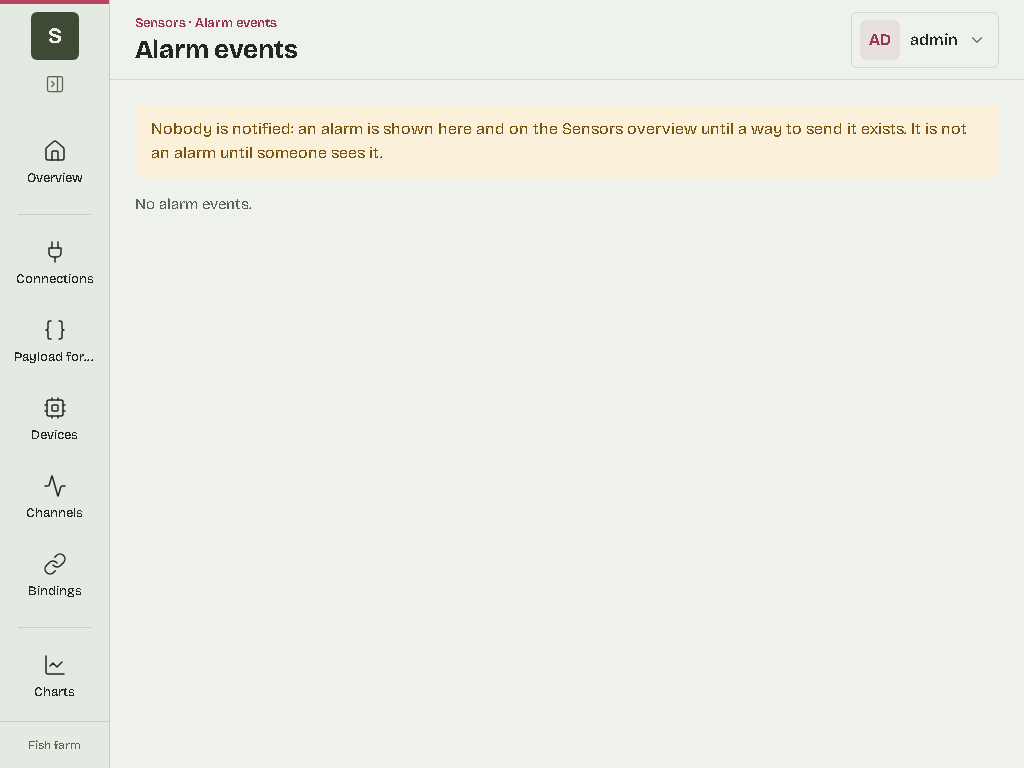 S
Overview
Connections
Payload for...
Devices
Channels
Bindings
Charts
Fish farm
Sensors · Alarm events
Alarm events
AD
admin
Nobody is notified: an alarm is shown here and on the Sensors overview until a way to send it exists. It is not
an alarm until someone sees it.
No alarm events.